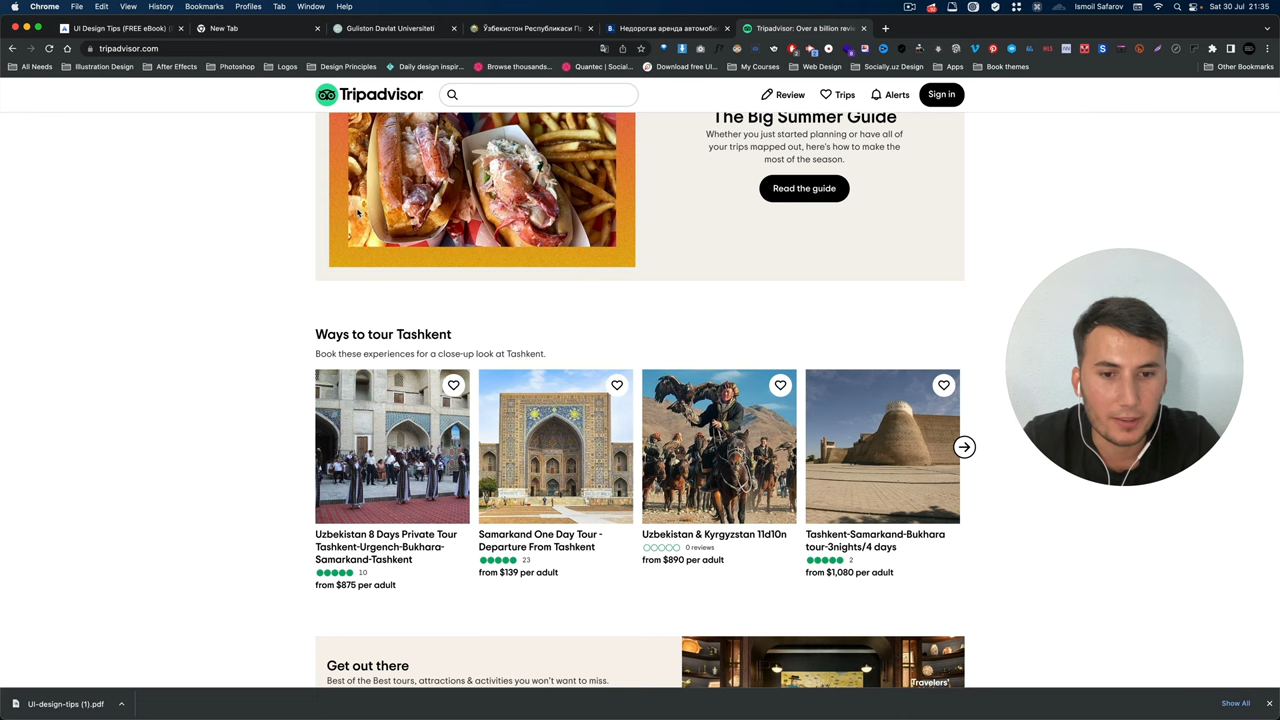 Chrome File Edit View History Bookmarks Profiles Tab Window Help
Ismoil Safarov Sat 30 Jul 21:35
UI Design Tips (FREE eBook)
New Tab
Guliston Davlat Universiteti
Ўзбекистон Республикаси П
Недорогая аренда автомоби
Tripadvisor: Over a billion revie
tripadvisor.com
All Needs
Illustration Design
After Effects
Photoshop
Logos
Design Principles
Daily design inspir...
Browse thousands...
Quantec | Social...
Download free UI...
My Courses
Web Design
Socially.uz Design
Apps
Book themes
Other Bookmarks
Tripadvisor
Review
Trips
Alerts
Sign in
The Big Summer Guide
Whether you just started planning or have all of
your trips mapped out, here's how to make the
most of the season.
Read the guide
Ways to tour Tashkent
Book these experiences for a close-up look at Tashkent.
Uzbekistan 8 Days Private Tour
Tashkent-Urgench-Bukhara-
Samarkand-Tashkent
10
from $875 per adult
Samarkand One Day Tour -
Departure From Tashkent
23
from $139 per adult
Uzbekistan & Kyrgyzstan 11d10n
0 reviews
from $890 per adult
Tashkent-Samarkand-Bukhara
tour-3nights/4 days
2
from $1,080 per adult
Get out there
Best of the Best tours, attractions & activities you won't want to miss.
Travelers'
UI-design-tips (1).pdf
Show All